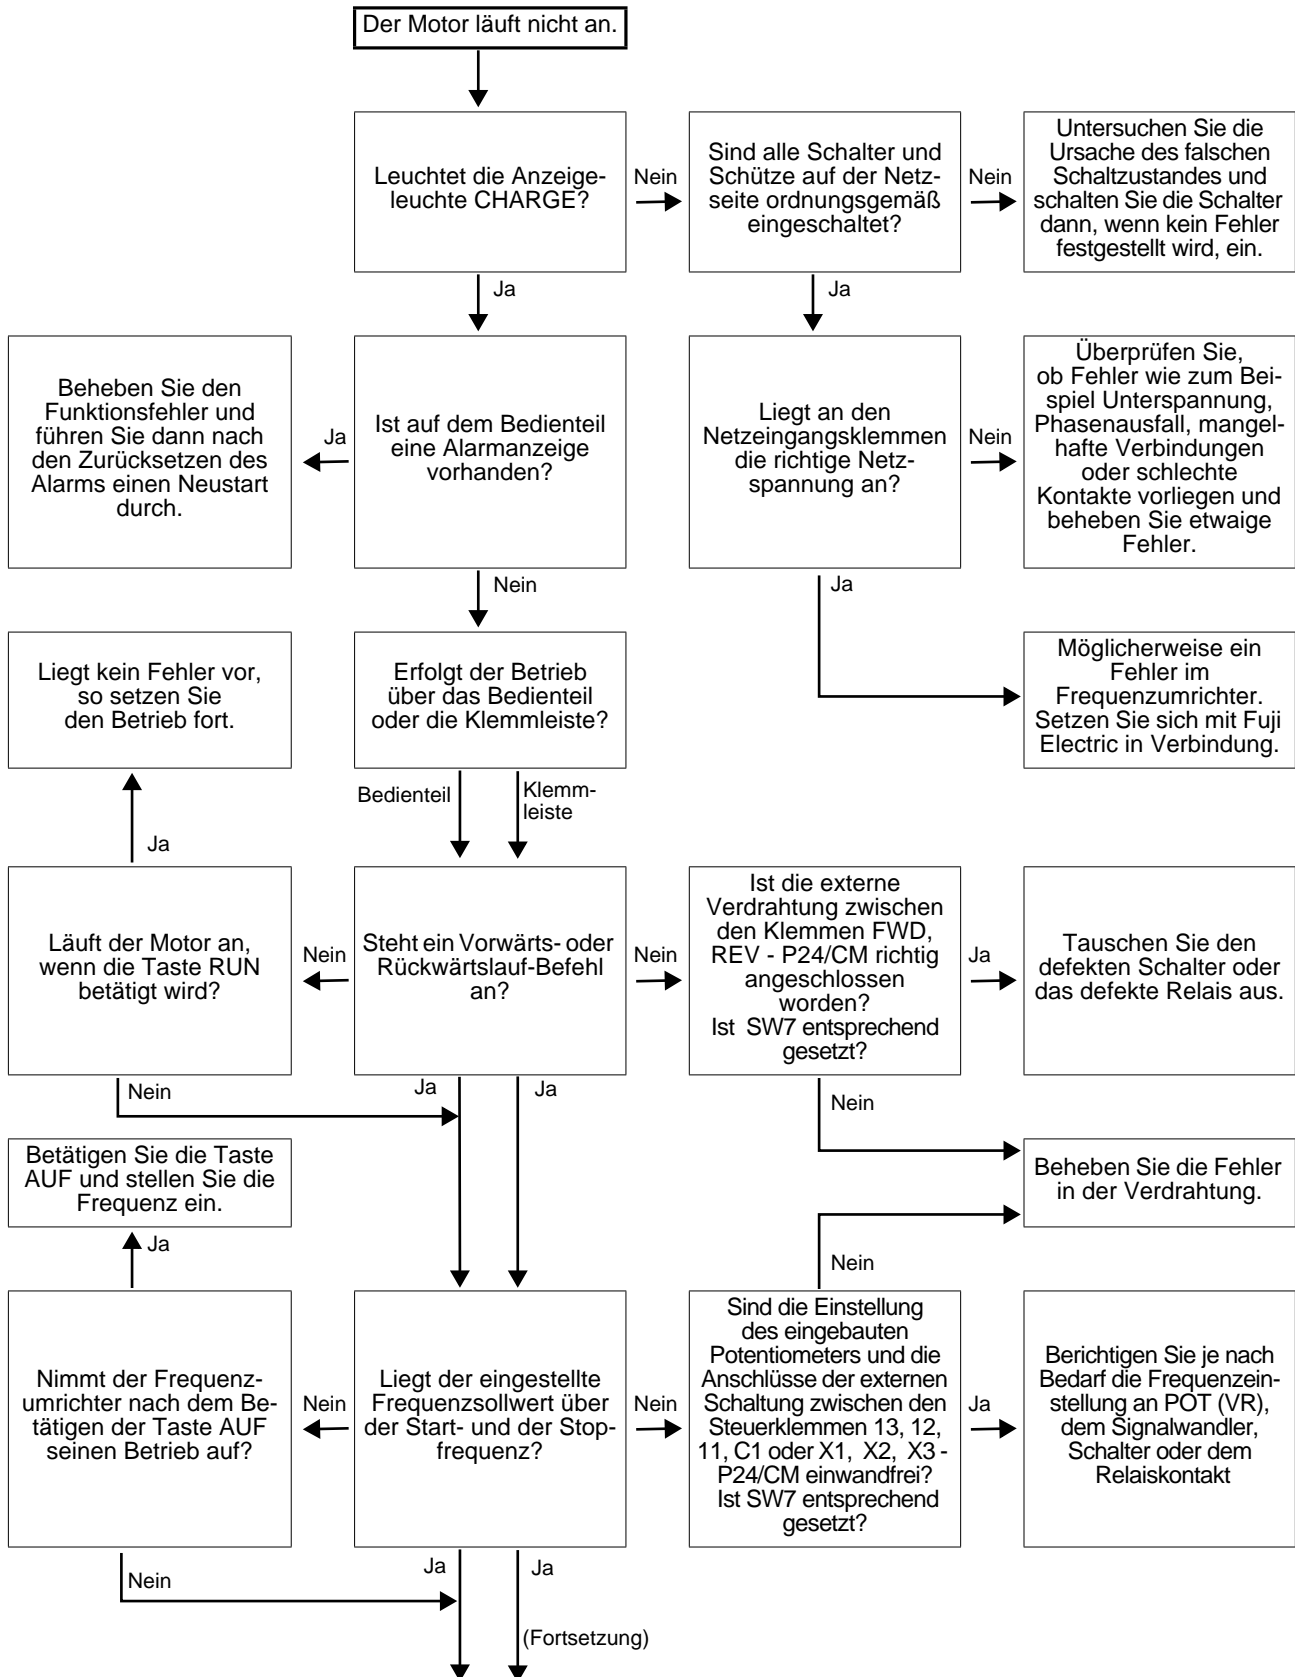 Der Motor läuft nicht an.
Leuchtet die Anzeige-
leuchte CHARGE?
Nein
Sind alle Schalter und
Schütze auf der Netz-
seite ordnungsgemäß
eingeschaltet?
Nein
Untersuchen Sie die
Ursache des falschen
Schaltzustandes und
schalten Sie die Schalter
dann, wenn kein Fehler
festgestellt wird, ein.
Ja
Ja
Beheben Sie den
Funktionsfehler und
führen Sie dann nach
den Zurücksetzen des
Alarms einen Neustart
durch.
Ja
Ist auf dem Bedienteil
eine Alarmanzeige
vorhanden?
Liegt an den
Netzeingangsklemmen
die richtige Netz-
spannung an?
Nein
Überprüfen Sie,
ob Fehler wie zum Bei-
spiel Unterspannung,
Phasenausfall, mangel-
hafte Verbindungen
oder schlechte
Kontakte vorliegen und
beheben Sie etwaige
Fehler.
Nein
Ja
Liegt kein Fehler vor,
so setzen Sie
den Betrieb fort.
Erfolgt der Betrieb
über das Bedienteil
oder die Klemmleiste?
Möglicherweise ein
Fehler im
Frequenzumrichter.
Setzen Sie sich mit Fuji
Electric in Verbindung.
Bedienteil
Klemm-
leiste
Ja
Läuft der Motor an,
wenn die Taste RUN
betätigt wird?
Nein
Steht ein Vorwärts- oder
Rückwärtslauf-Befehl
an?
Nein
Ist die externe
Verdrahtung zwischen
den Klemmen FWD,
REV - P24/CM richtig
angeschlossen
worden?
Ist SW7 entsprechend
gesetzt?
Ja
Tauschen Sie den
defekten Schalter oder
das defekte Relais aus.
Nein
Ja
Ja
Nein
Betätigen Sie die Taste
AUF und stellen Sie die
Frequenz ein.
Beheben Sie die Fehler
in der Verdrahtung.
Ja
Nein
Nimmt der Frequenz-
umrichter nach dem Be-
tätigen der Taste AUF
seinen Betrieb auf?
Nein
Liegt der eingestellte
Frequenzsollwert über
der Start- und der Stop-
frequenz?
Nein
Sind die Einstellung
des eingebauten
Potentiometers und die
Anschlüsse der externen
Schaltung zwischen den
Steuerklemmen 13, 12,
11, C1 oder X1, X2, X3 -
P24/CM einwandfrei?
Ist SW7 entsprechend
gesetzt?
Ja
Berichtigen Sie je nach
Bedarf die Frequenzein-
stellung an POT (VR),
dem Signalwandler,
Schalter oder dem
Relaiskontakt
Nein
Ja
Ja
(Fortsetzung)